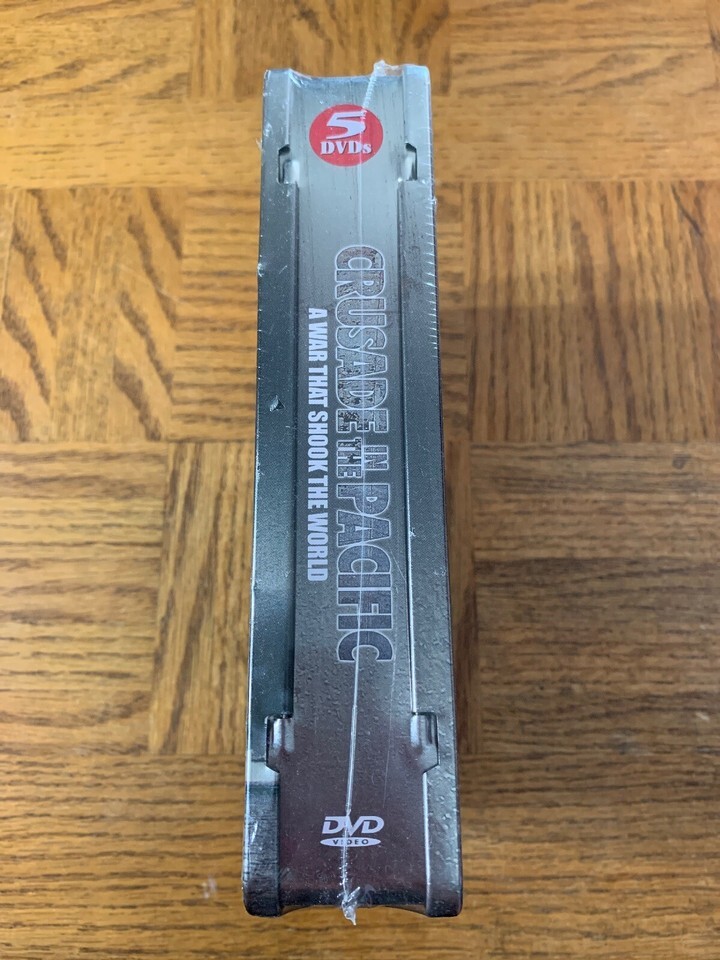 5
DVDs
CRUSADE IN THE PACIFIC
A WAR THAT SHOOK THE WORLD
DVD
VIDEO